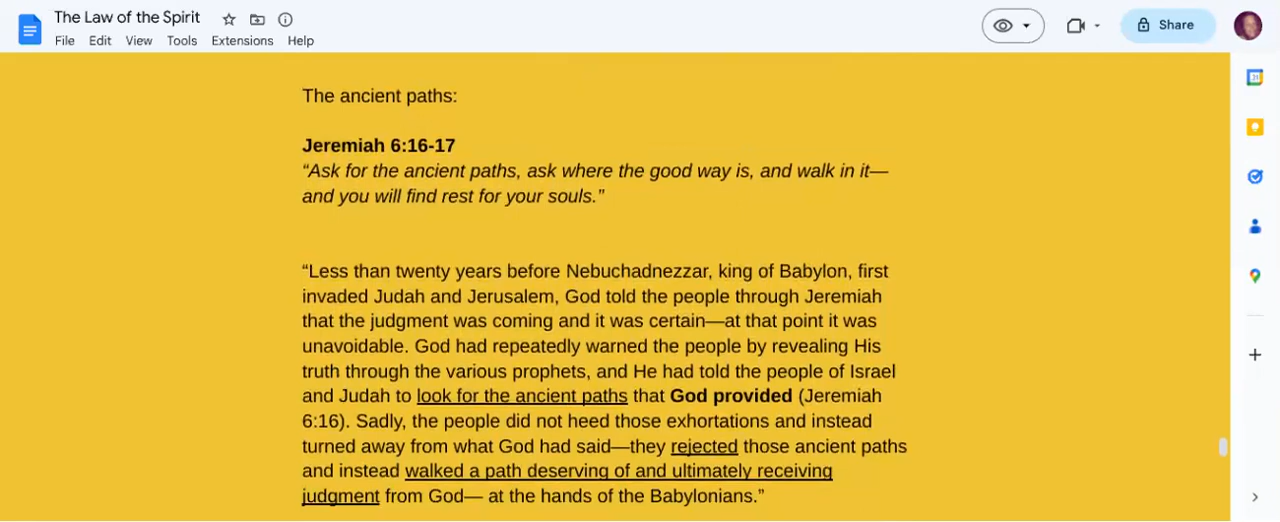 The Law of the Spirit
File Edit View Tools Extensions Help
Share
The ancient paths:
Jeremiah 6:16-17
“Ask for the ancient paths, ask where the good way is, and walk in it—
and you will find rest for your souls.”
“Less than twenty years before Nebuchadnezzar, king of Babylon, first
invaded Judah and Jerusalem, God told the people through Jeremiah
that the judgment was coming and it was certain—at that point it was
unavoidable. God had repeatedly warned the people by revealing His
truth through the various prophets, and He had told the people of Israel
and Judah to look for the ancient paths that God provided (Jeremiah
6:16). Sadly, the people did not heed those exhortations and instead
turned away from what God had said—they rejected those ancient paths
and instead walked a path deserving of and ultimately receiving
judgment from God— at the hands of the Babylonians.”